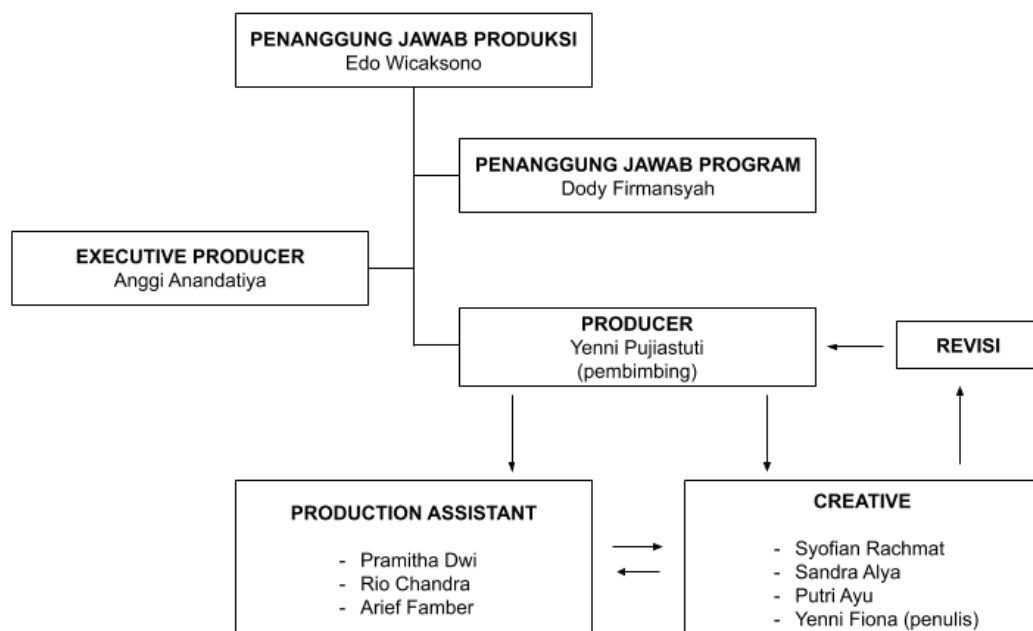 PENANGGUNG JAWAB PRODUKSI
Edo Wicaksono
PENANGGUNG JAWAB PROGRAM
Dody Firmansyah
EXECUTIVE PRODUCER
Anggi Anandatiya
PRODUCER
Yenni Pujiastuti
(pembimbing)
REVISI
PRODUCTION ASSISTANT
- Pramitha Dwi
- Rio Chandra
- Arief Famber
CREATIVE
- Syofian Rachmat
- Sandra Alya
- Putri Ayu
- Yenni Fiona (penulis)